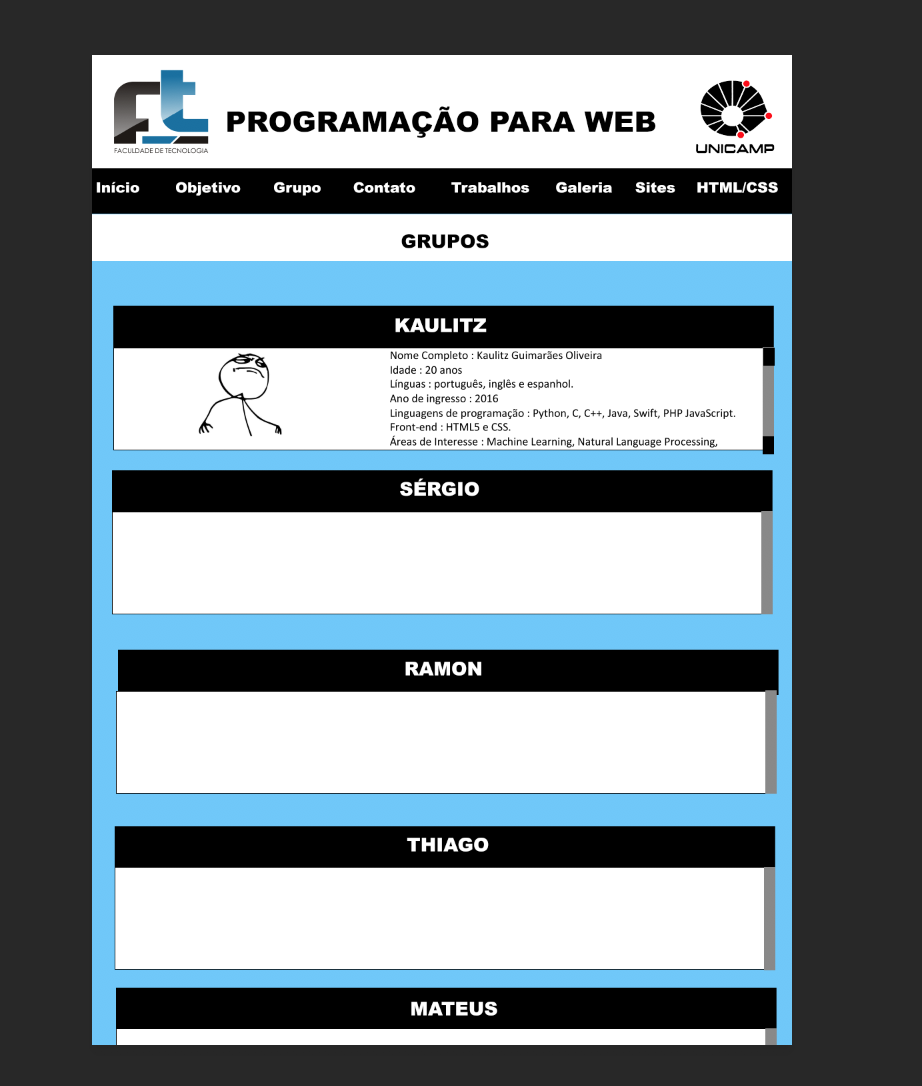 FACULDADE DE TECNOLOGIA
PROGRAMAÇÃO PARA WEB
UNICAMP
Início Objetivo Grupo Contato Trabalhos Galeria Sites HTML/CSS
GRUPOS
KAULITZ
Nome Completo : Kaulitz Guimarães Oliveira
Idade : 20 anos
Línguas : português, inglês e espanhol.
Ano de ingresso : 2016
Linguagens de programação : Python, C, C++, Java, Swift, PHP JavaScript.
Front-end : HTML5 e CSS.
Áreas de Interesse : Machine Learning, Natural Language Processing,
SÉRGIO
RAMON
THIAGO
MATEUS